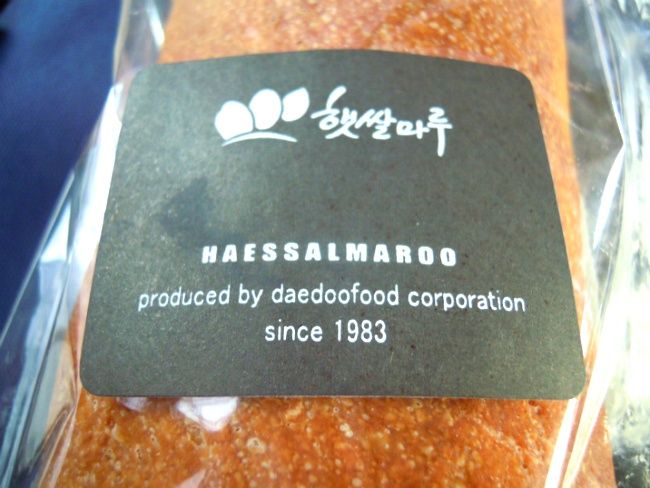 햇쌀마루
HAESSALMAROO
produced by daedoofood corporation
since 1983